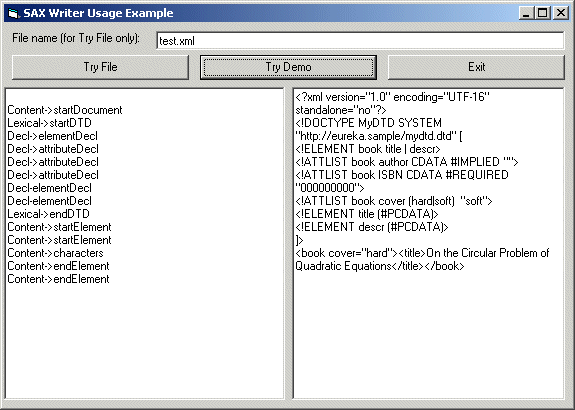 SAX Writer Usage Example
File name (for Try File only):
test.xml
Try File
Try Demo
Exit
Content->startDocument
Lexical->startDTD
Decl->elementDecl
Decl->attributeDecl
Decl->attributeDecl
Decl->attributeDecl
Decl-elementDecl
Decl-elementDecl
Lexical->endDTD
Content->startElement
Content->startElement
Content->characters
Content->endElement
Content->endElement
<?xml version="1.0" encoding="UTF-16"
standalone="no"?>
<!DOCTYPE MyDTD SYSTEM
"http://eureka.sample/mydtd.dtd" [
<!ELEMENT book title | descr>
<!ATTLIST book author CDATA #IMPLIED "">
<!ATTLIST book ISBN CDATA #REQUIRED
"000000000">
<!ATTLIST book cover (hard|soft)  "soft">
<!ELEMENT title (#PCDATA)>
<!ELEMENT descr (#PCDATA)>
]>
<book cover="hard"><title>On the Circular Problem of
Quadratic Equations</title></book>